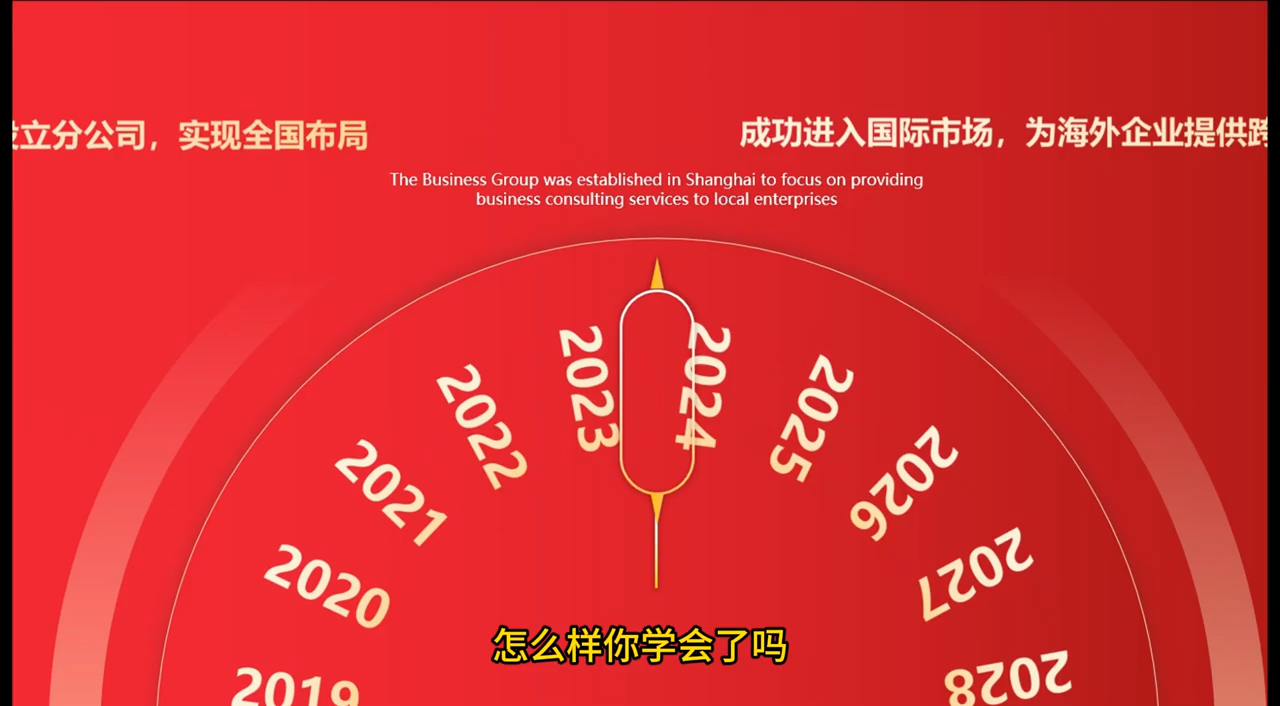 立分公司，实现全国布局
成功进入国际市场，为海外企业提供跨
The Business Group was established in Shanghai to focus on providing
business consulting services to local enterprises
2019
2020
2021
2022
2023
2024
2025
2026
2027
2028
怎么样你学会了吗